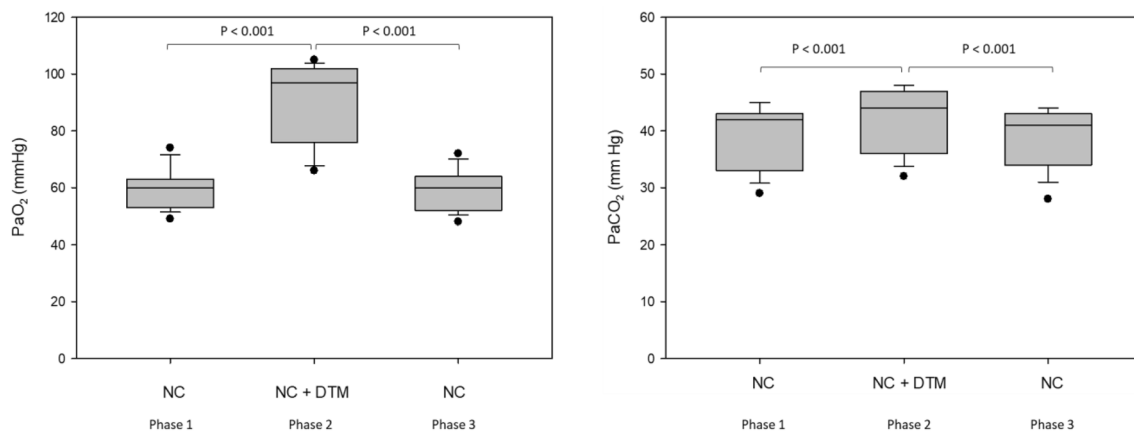 120
100
80
60
40
20
0
PaO₂ (mmHg)
P < 0.001
P < 0.001
NC
NC + DTM
NC
Phase 1
Phase 2
Phase 3
60
50
40
30
20
10
0
PaCO₂ (mm Hg)
P < 0.001
P < 0.001
NC
NC + DTM
NC
Phase 1
Phase 2
Phase 3